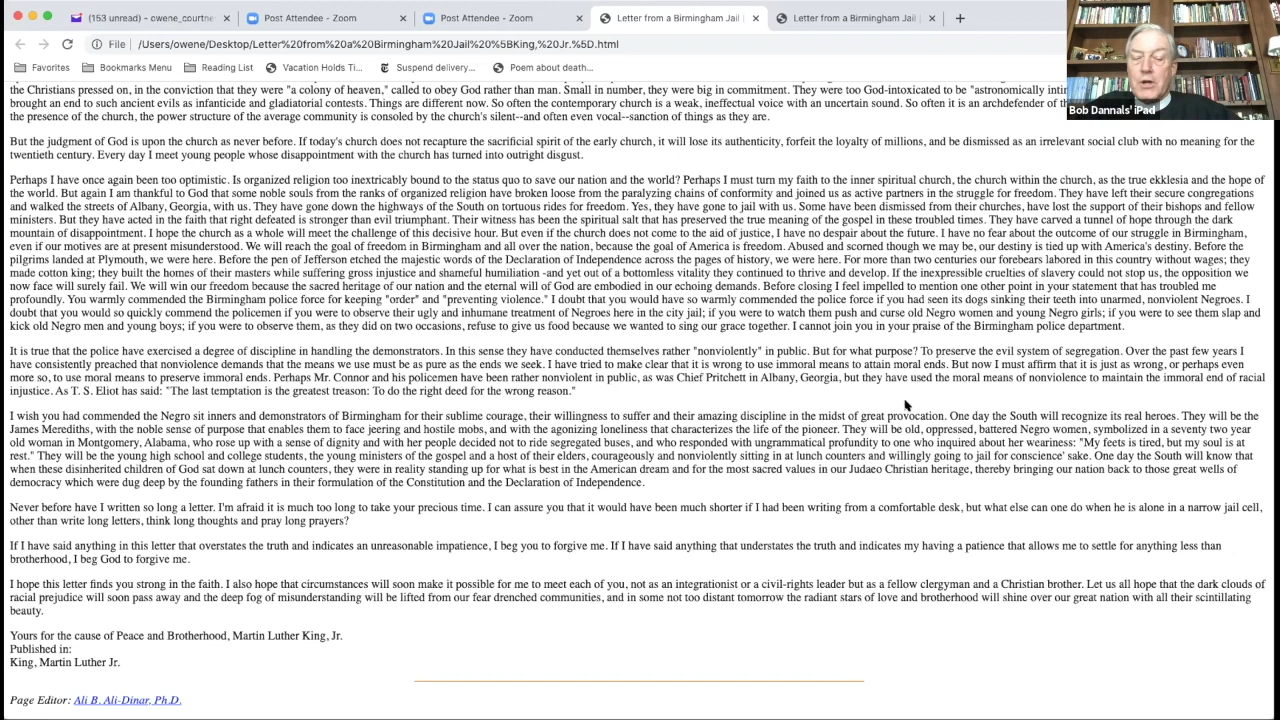 (153 unread) - owene_courtne
Post Attendee - Zoom
Post Attendee - Zoom
Letter from a Birmingham Jail
Letter from a Birmingham Jail
File
/Users/owene/Desktop/Letter%20from%20a%20Birmingham%20Jail%20%5BKing,%20Jr.%5D.html
Favorites
Bookmarks Menu
Reading List
Vacation Holds Ti...
Suspend delivery...
Poem about death...
Bob Dannals' iPad
the Christians pressed on, in the conviction that they were "a colony of heaven," called to obey God rather than man. Small in number, they were big in commitment. They were too God-intoxicated to be "astronomically
brought an end to such ancient evils as infanticide and gladiatorial contests. Things are different now. So often the contemporary church is a weak, ineffectual voice with an uncertain sound. So often it is an archdefender of
the presence of the church, the power structure of the average community is consoled by the church's silent--and often even vocal--sanction of things as they are.
But the judgment of God is upon the church as never before. If today's church does not recapture the sacrificial spirit of the early church, it will lose its authenticity, forfeit the loyalty of millions, and be dismissed as an irrelevant social club with no meaning for the
twentieth century. Every day I meet young people whose disappointment with the church has turned into outright disgust.
Perhaps I have once again been too optimistic. Is organized religion too inextricably bound to the status quo to save our nation and the world? Perhaps I must turn my faith to the inner spiritual church, the church within the church, as the true ekklesia and the hope of
the world. But again I am thankful to God that some noble souls from the ranks of organized religion have broken loose from the paralyzing chains of conformity and joined us as active partners in the struggle for freedom. They have left their secure congregations
and walked the streets of Albany, Georgia, with us. They have gone down the highways of the South on tortuous rides for freedom. Yes, they have gone to jail with us. Some have been dismissed from their churches, have lost the support of their bishops and fellow
ministers. But they have acted in the faith that right defeated is stronger than evil triumphant. Their witness has been the spiritual salt that has preserved the true meaning of the gospel in these troubled times. They have carved a tunnel of hope through the dark
mountain of disappointment. I hope the church as a whole will meet the challenge of this decisive hour. But even if the church does not come to the aid of justice, I have no despair about the future. I have no fear about the outcome of our struggle in Birmingham,
even if our motives are at present misunderstood. We will reach the goal of freedom in Birmingham and all over the nation, because the goal of America is freedom. Abused and scorned though we may be, our destiny is tied up with America's destiny. Before the
pilgrims landed at Plymouth, we were here. Before the pen of Jefferson etched the majestic words of the Declaration of Independence across the pages of history, we were here. For more than two centuries our forebears labored in this country without wages; they
made cotton king; they built the homes of their masters while suffering gross injustice and shameful humiliation -and yet out of a bottomless vitality they continued to thrive and develop. If the inexpressible cruelties of slavery could not stop us, the opposition we
now face will surely fail. We will win our freedom because the sacred heritage of our nation and the eternal will of God are embodied in our echoing demands. Before closing I feel impelled to mention one other point in your statement that has troubled me
profoundly. You warmly commended the Birmingham police force for keeping "order" and "preventing violence." I doubt that you would have so warmly commended the police force if you had seen its dogs sinking their teeth into unarmed, nonviolent Negroes. I
doubt that you would so quickly commend the policemen if you were to observe their ugly and inhumane treatment of Negroes here in the city jail; if you were to watch them push and curse old Negro women and young Negro girls; if you were to see them slap and
kick old Negro men and young boys; if you were to observe them, as they did on two occasions, refuse to give us food because we wanted to sing our grace together. I cannot join you in your praise of the Birmingham police department.
It is true that the police have exercised a degree of discipline in handling the demonstrators. In this sense they have conducted themselves rather "nonviolently" in public. But for what purpose? To preserve the evil system of segregation. Over the past few years I
have consistently preached that nonviolence demands that the means we use must be as pure as the ends we seek. I have tried to make clear that it is wrong to use immoral means to attain moral ends. But now I must affirm that it is just as wrong, or perhaps even
more so, to use moral means to preserve immoral ends. Perhaps Mr. Connor and his policemen have been rather nonviolent in public, as was Chief Pritchett in Albany, Georgia, but they have used the moral means of nonviolence to maintain the immoral end of racial
injustice. As T. S. Eliot has said: "The last temptation is the greatest treason: To do the right deed for the wrong reason."
I wish you had commended the Negro sit inners and demonstrators of Birmingham for their sublime courage, their willingness to suffer and their amazing discipline in the midst of great provocation. One day the South will recognize its real heroes. They will be the
James Merediths, with the noble sense of purpose that enables them to face jeering and hostile mobs, and with the agonizing loneliness that characterizes the life of the pioneer. They will be old, oppressed, battered Negro women, symbolized in a seventy two year
old woman in Montgomery, Alabama, who rose up with a sense of dignity and with her people decided not to ride segregated buses, and who responded with ungrammatical profundity to one who inquired about her weariness: "My feets is tired, but my soul is at
rest." They will be the young high school and college students, the young ministers of the gospel and a host of their elders, courageously and nonviolently sitting in at lunch counters and willingly going to jail for conscience' sake. One day the South will know that
when these disinherited children of God sat down at lunch counters, they were in reality standing up for what is best in the American dream and for the most sacred values in our Judaeo Christian heritage, thereby bringing our nation back to those great wells of
democracy which were dug deep by the founding fathers in their formulation of the Constitution and the Declaration of Independence.
Never before have I written so long a letter. I'm afraid it is much too long to take your precious time. I can assure you that it would have been much shorter if I had been writing from a comfortable desk, but what else can one do when he is alone in a narrow jail cell,
other than write long letters, think long thoughts and pray long prayers?
If I have said anything in this letter that overstates the truth and indicates an unreasonable impatience, I beg you to forgive me. If I have said anything that understates the truth and indicates my having a patience that allows me to settle for anything less than
brotherhood, I beg God to forgive me.
I hope this letter finds you strong in the faith. I also hope that circumstances will soon make it possible for me to meet each of you, not as an integrationist or a civil-rights leader but as a fellow clergyman and a Christian brother. Let us all hope that the dark clouds of
racial prejudice will soon pass away and the deep fog of misunderstanding will be lifted from our fear drenched communities, and in some not too distant tomorrow the radiant stars of love and brotherhood will shine over our great nation with all their scintillating
beauty.
Yours for the cause of Peace and Brotherhood, Martin Luther King, Jr.
Published in:
King, Martin Luther Jr.
Page Editor: Ali B. Ali-Dinar, Ph.D.